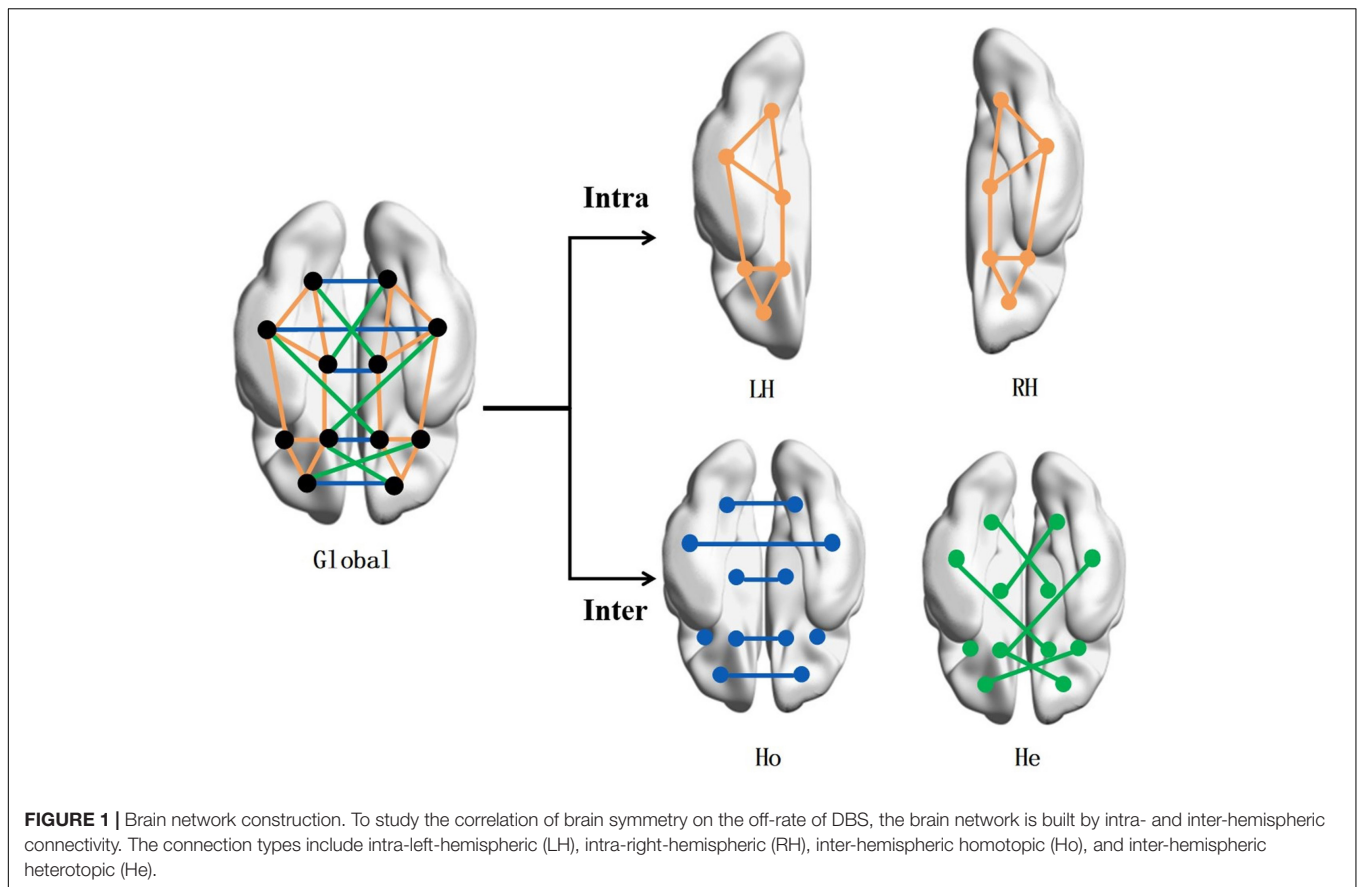 Intra
LH
RH
Global
Inter
Ho
He
FIGURE 1 | Brain network construction. To study the correlation of brain symmetry on the off-rate of DBS, the brain network is built by intra- and inter-hemispheric
connectivity. The connection types include intra-left-hemispheric (LH), intra-right-hemispheric (RH), inter-hemispheric homotopic (Ho), and inter-hemispheric
heterotopic (He).